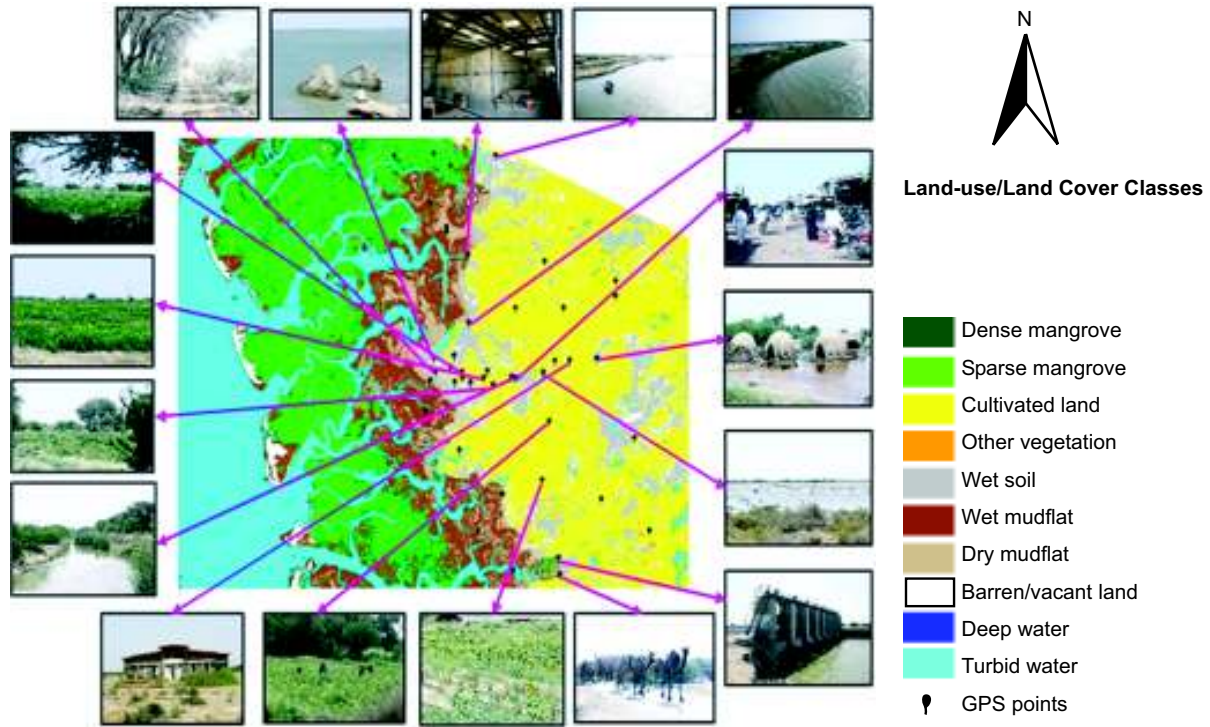 N
Land-use/Land Cover Classes
Dense mangrove
Sparse mangrove
Cultivated land
Other vegetation
Wet soil
Wet mudflat
Dry mudflat
Barren/vacant land
Deep water
Turbid water
GPS points